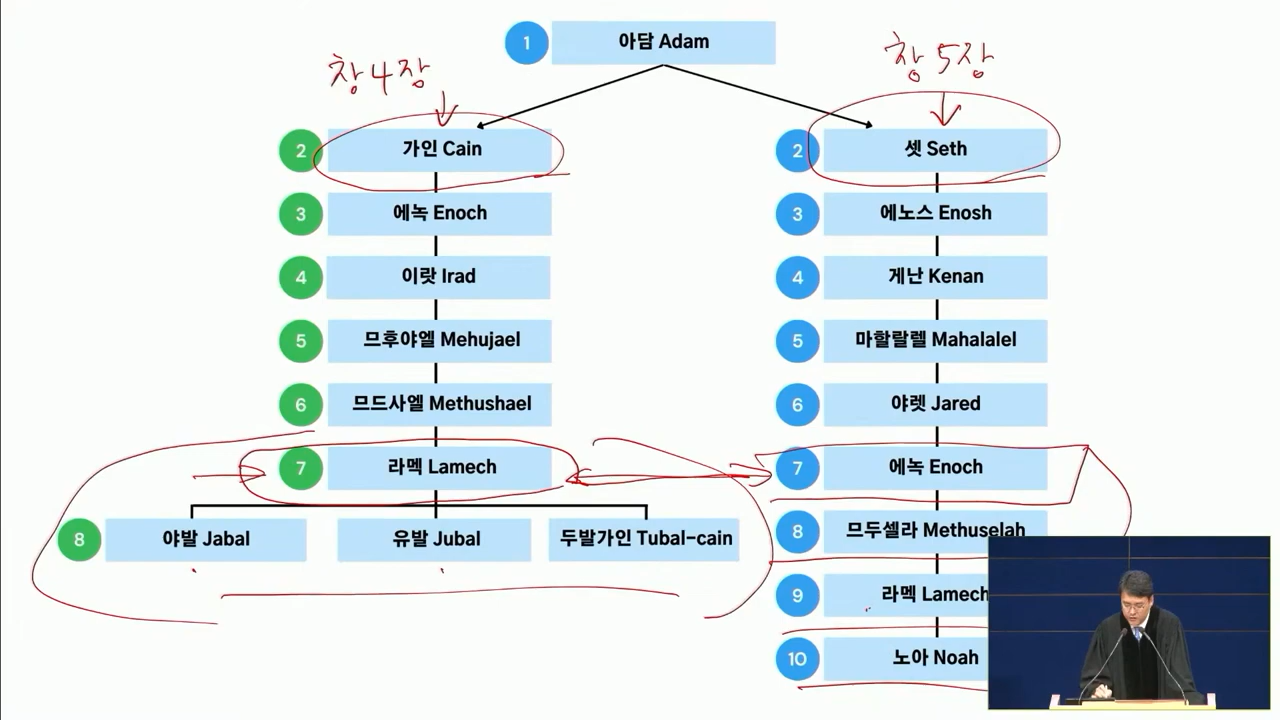 1
아담 Adam
창 4장
창 5장
2
가인 Cain
2
셋 Seth
3
에녹 Enoch
3
에노스 Enosh
4
이랏 Irad
4
게난 Kenan
5
므후야엘 Mehujael
5
마할랄렐 Mahalalel
6
므드사엘 Methushael
6
야렛 Jared
7
라멕 Lamech
7
에녹 Enoch
8
야발 Jabal
유발 Jubal
두발가인 Tubal-cain
8
므두셀라 Methuselah
9
라멕 Lamech
10
노아 Noah